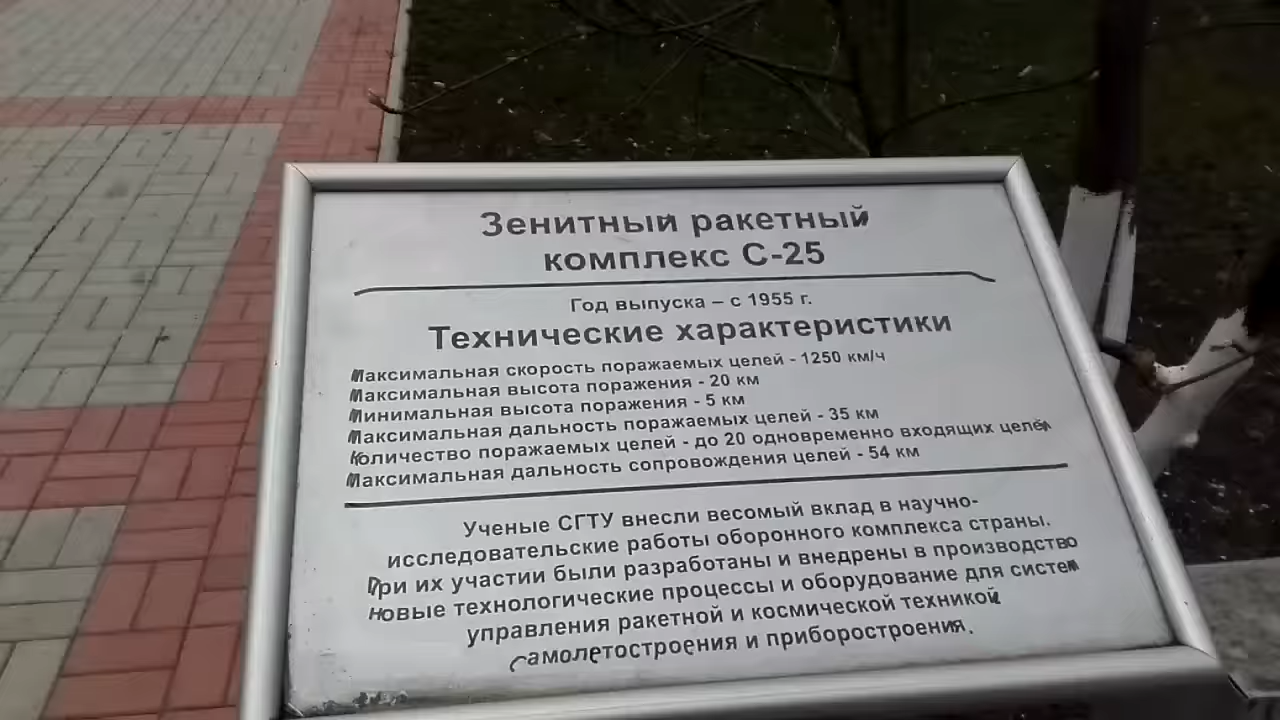 Зенитный ракетный
комплекс С-25
Год выпуска – с 1955 г.
Технические характеристики
Максимальная скорость поражаемых целей - 1250 км/ч
Максимальная высота поражения - 20 км
Минимальная высота поражения - 5 км
Максимальная дальность поражаемых целей - 35 км
Количество поражаемых целей - до 20 одновременно входящих целей
Максимальная дальность сопровождения целей - 54 км
Ученые СГТУ внесли весомый вклад в научно-
исследовательские работы оборонного комплекса страны.
При их участии были разработаны и внедрены в производство
новые технологические процессы и оборудование для систем
управления ракетной и космической техникой
самолетостроения и приборостроения.